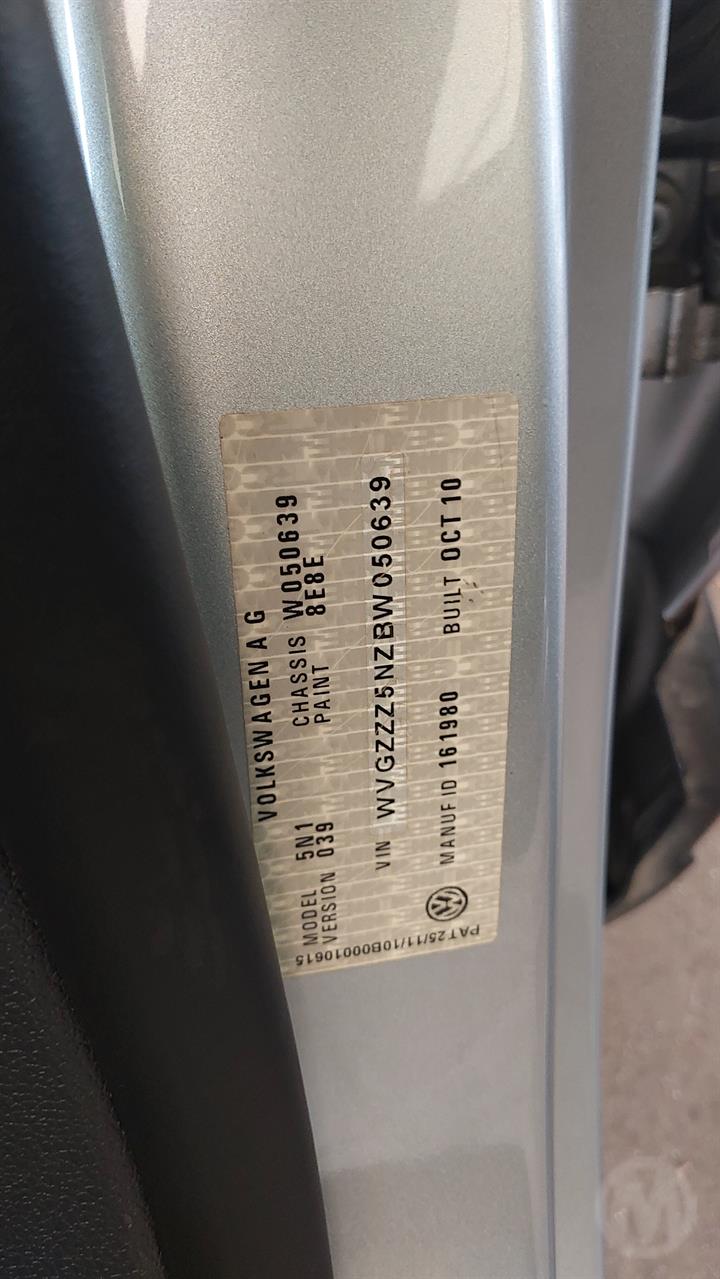 VOLKSWAGEN AG
MODEL 5N1 CHASSIS W050639
VERSION 039 PAINT 8E8E
VIN WVGZZZ5NZBW050639
MANUF ID 161980 BUILT OCT 10
PAT25/11/10B00010615